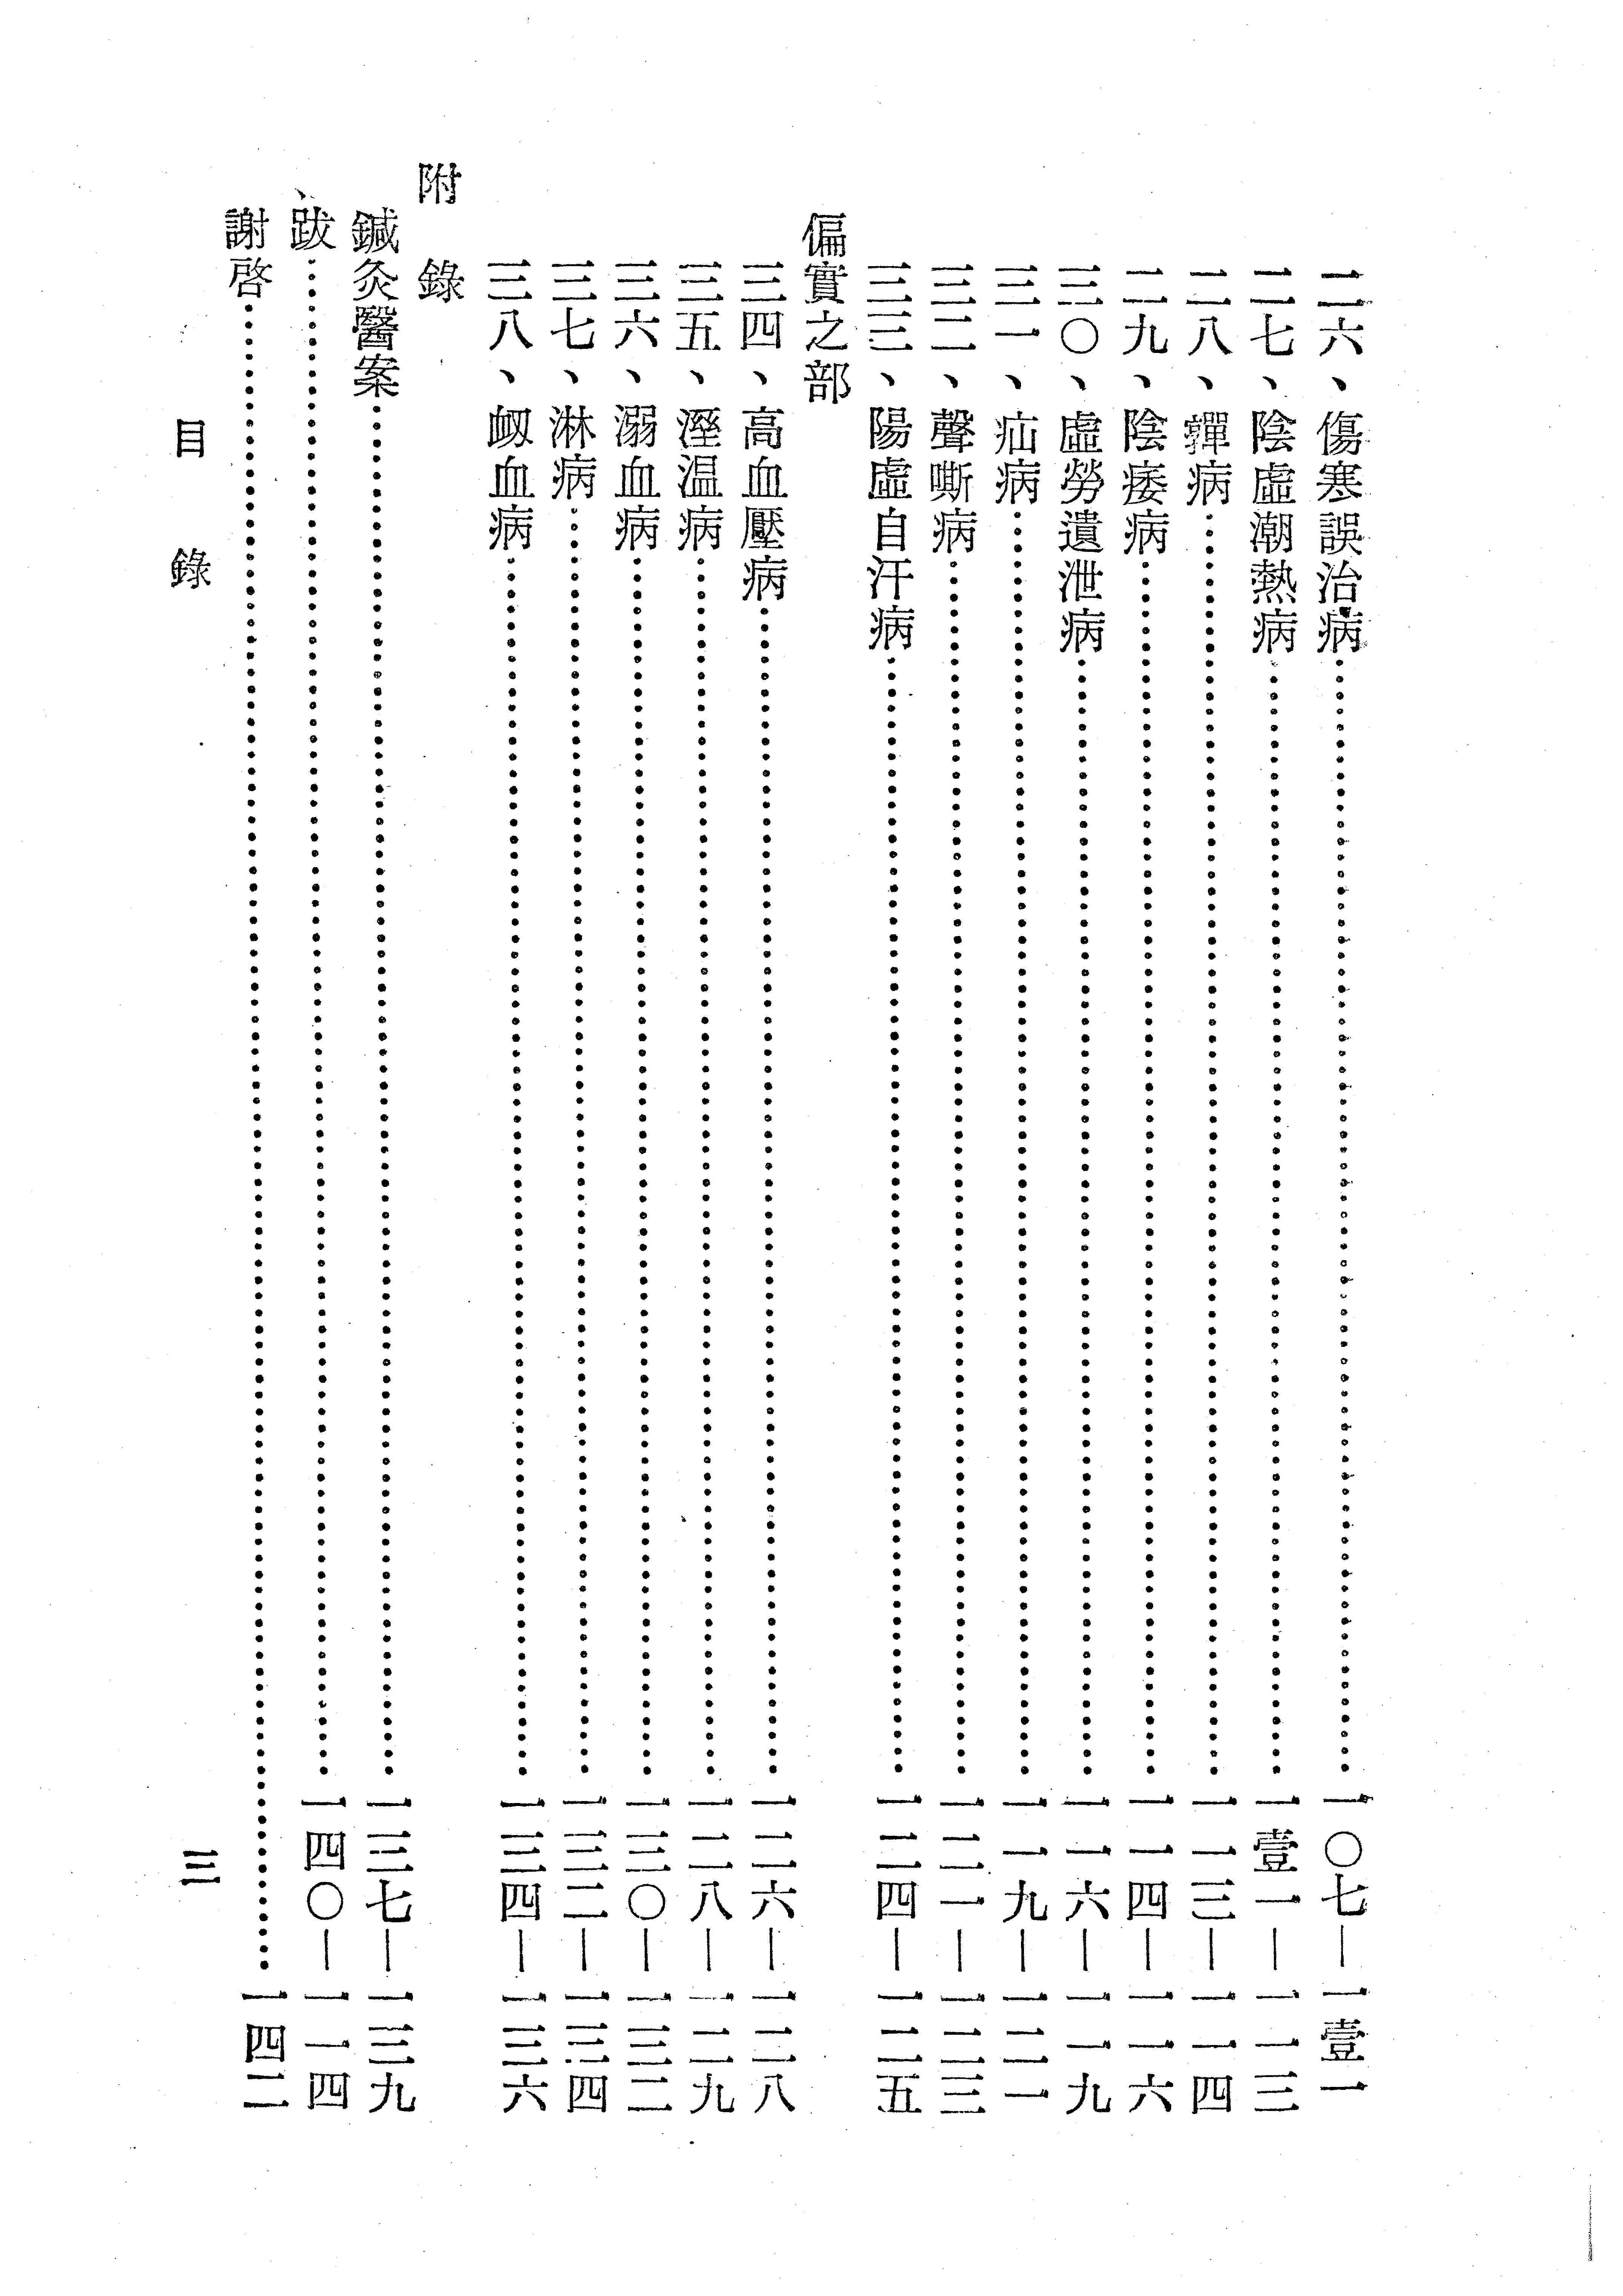 二六、傷寒誤治病……一〇七—一壹一
二七、陰虛潮熱病……一壹一—一一三
二八、軃病……一一三—一一四
二九、陰痿病……一一四—一一六
三〇、虛勞遺泄病……一一六—一一九
三一、疝病……一一九—一二一
三二、聲嘶病……一二一—一二三
三三、陽虛自汗病……一二四—一二五
偏實之部
三四、高血壓病……一二六—一二八
三五、溼温病……一二八—一二九
三六、溺血病……一三〇—一三二
三七、淋病……一三二—一三四
三八、衄血病……一三四—一三六
附錄
鍼灸醫案……一三七—一三九
跋……一四〇—一一四
謝啓……一四二
目錄
三